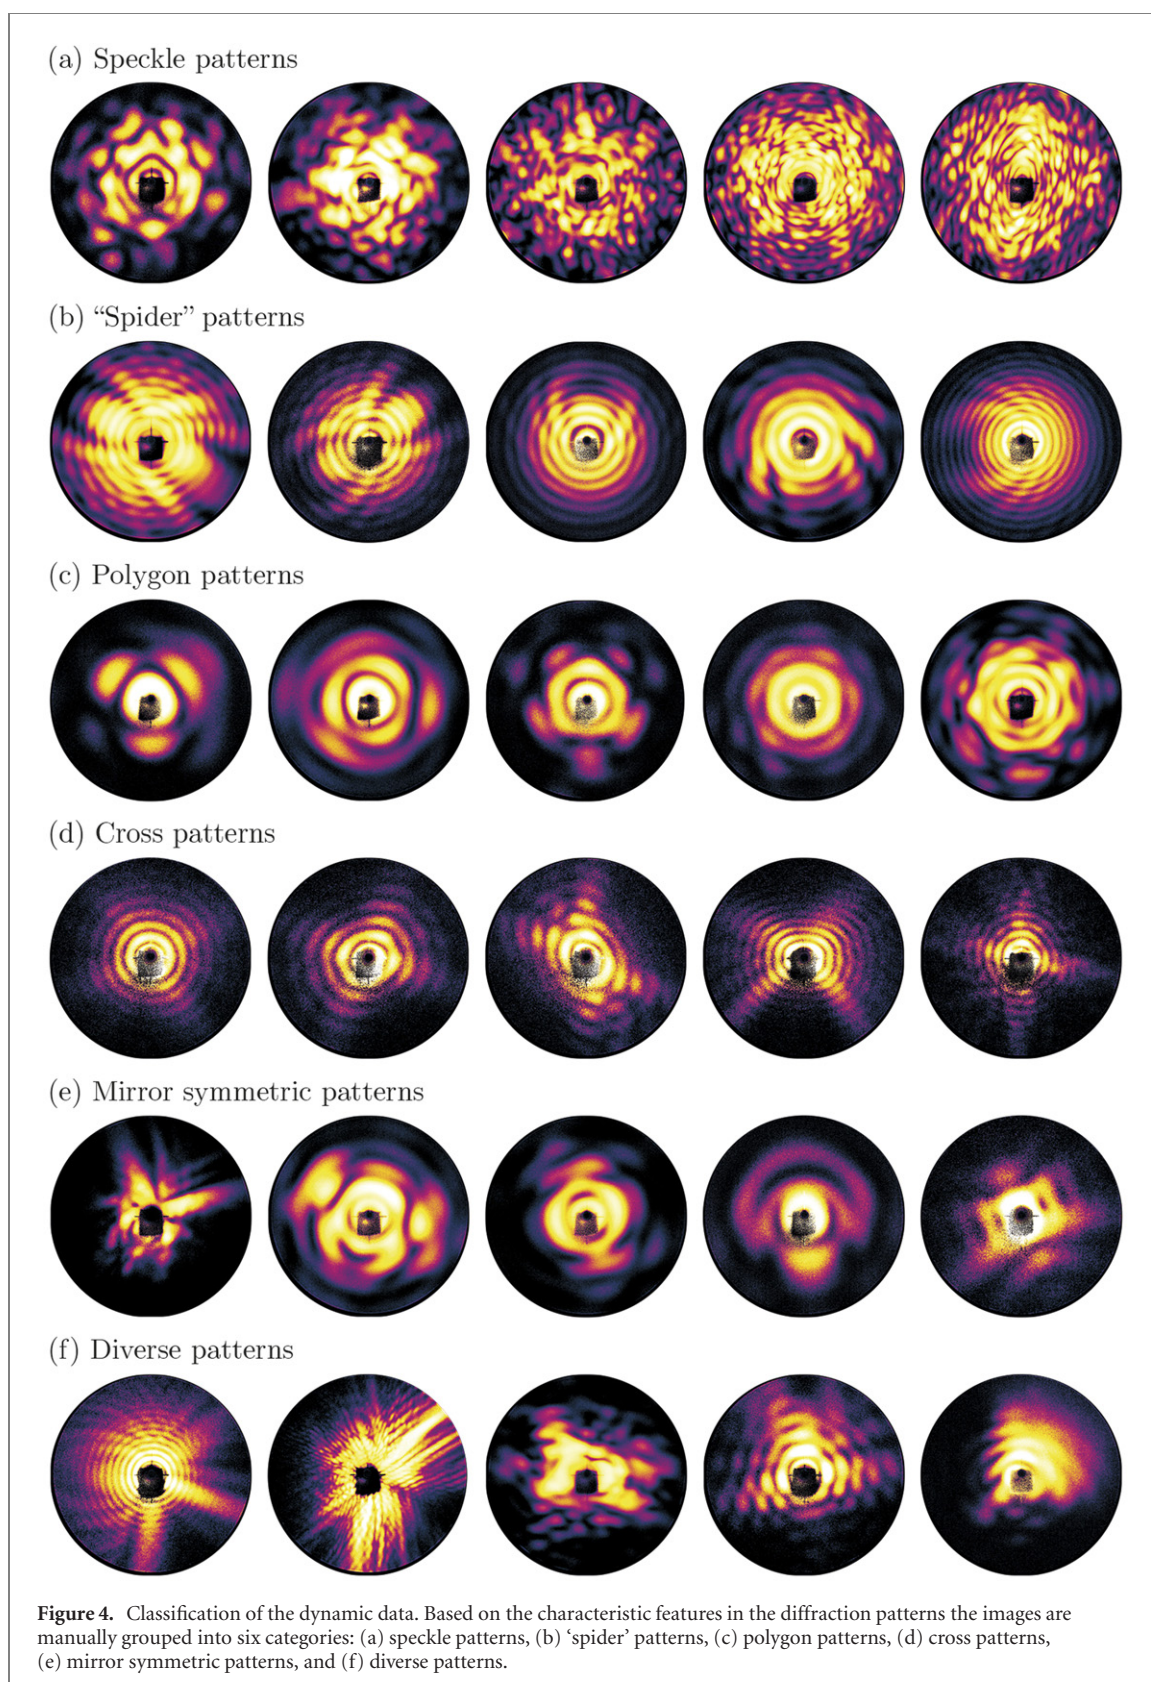 (a) Speckle patterns
(b) “Spider” patterns
(c) Polygon patterns
(d) Cross patterns
(e) Mirror symmetric patterns
(f) Diverse patterns
Figure 4. Classification of the dynamic data. Based on the characteristic features in the diffraction patterns the images are
manually grouped into six categories: (a) speckle patterns, (b) ‘spider’ patterns, (c) polygon patterns, (d) cross patterns,
(e) mirror symmetric patterns, and (f) diverse patterns.